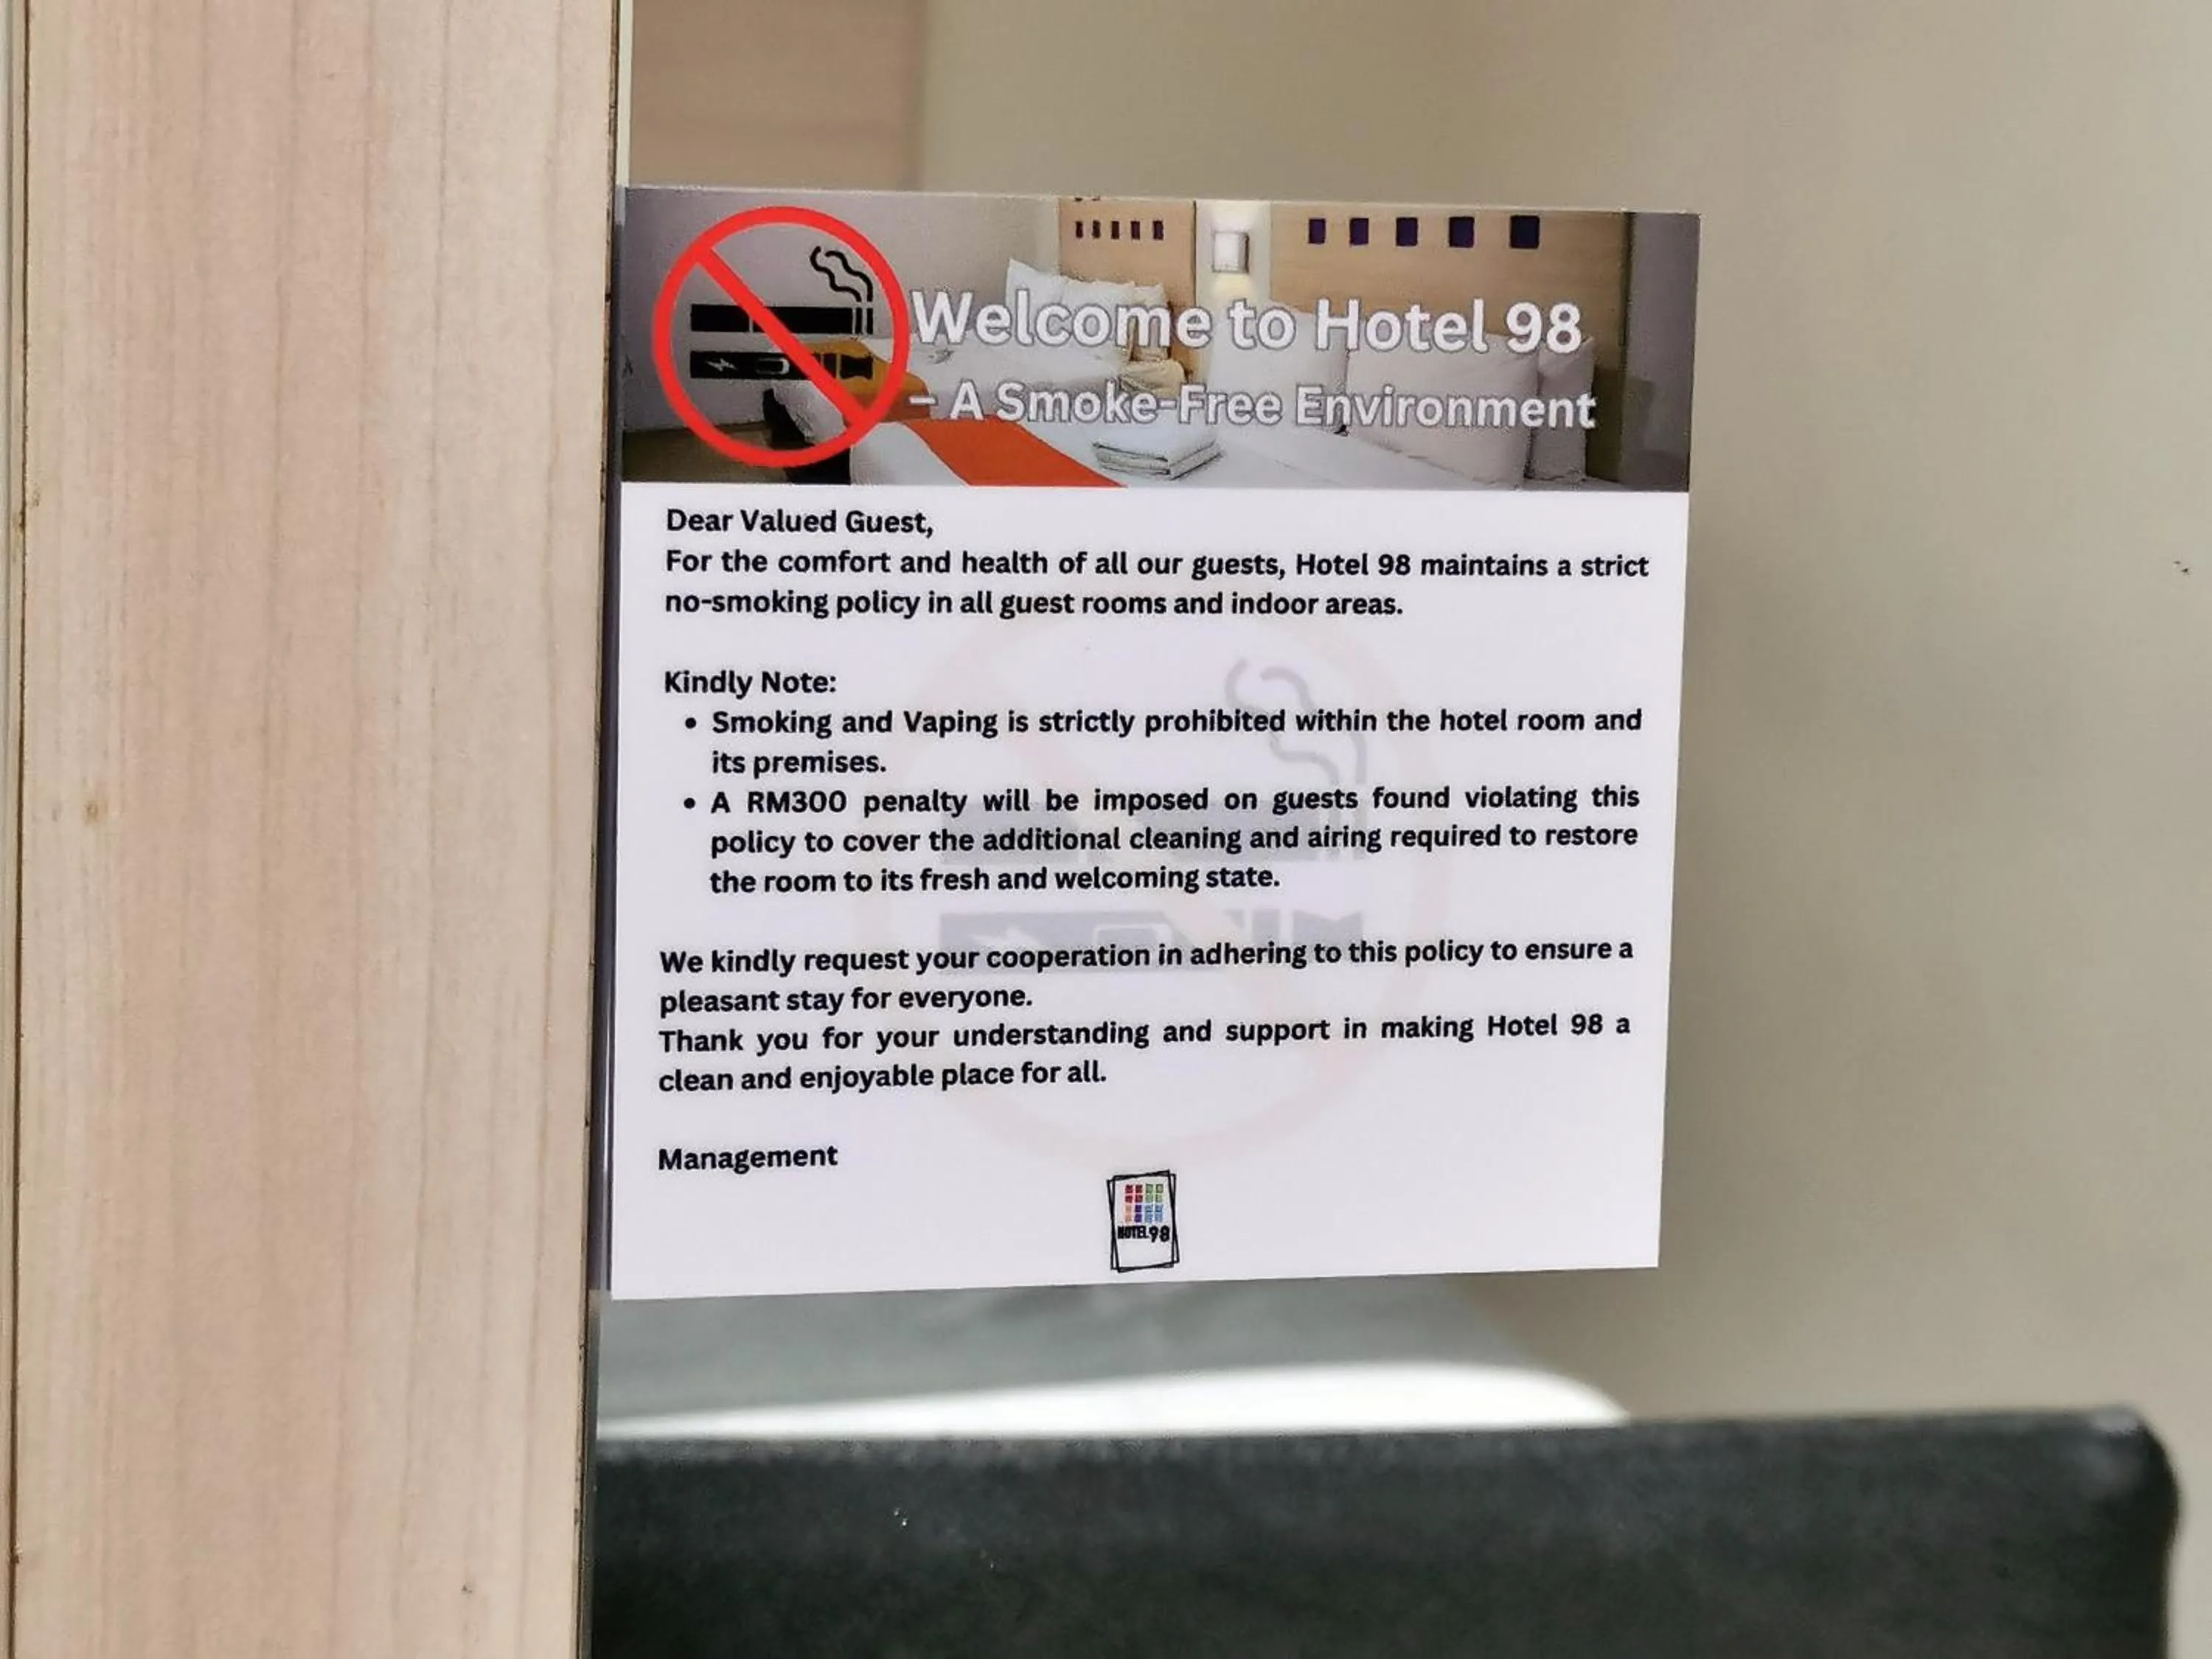 Welcome to Hotel 98
– A Smoke-Free Environment
Dear Valued Guest,
For the comfort and health of all our guests, Hotel 98 maintains a strict
no-smoking policy in all guest rooms and indoor areas.
Kindly Note:
• Smoking and Vaping is strictly prohibited within the hotel room and
its premises.
• A RM300 penalty will be imposed on guests found violating this
policy to cover the additional cleaning and airing required to restore
the room to its fresh and welcoming state.
We kindly request your cooperation in adhering to this policy to ensure a
pleasant stay for everyone.
Thank you for your understanding and support in making Hotel 98 a
clean and enjoyable place for all.
Management
HOTEL98